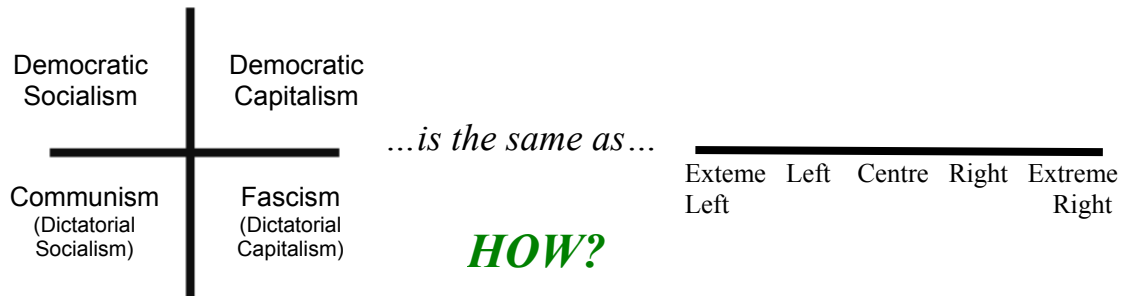 Democratic
Socialism
Democratic
Capitalism
Communism
(Dictatorial
Socialism)
Fascism
(Dictatorial
Capitalism)
…is the same as…
HOW?
Exteme Left Centre Right Extreme
Left Right